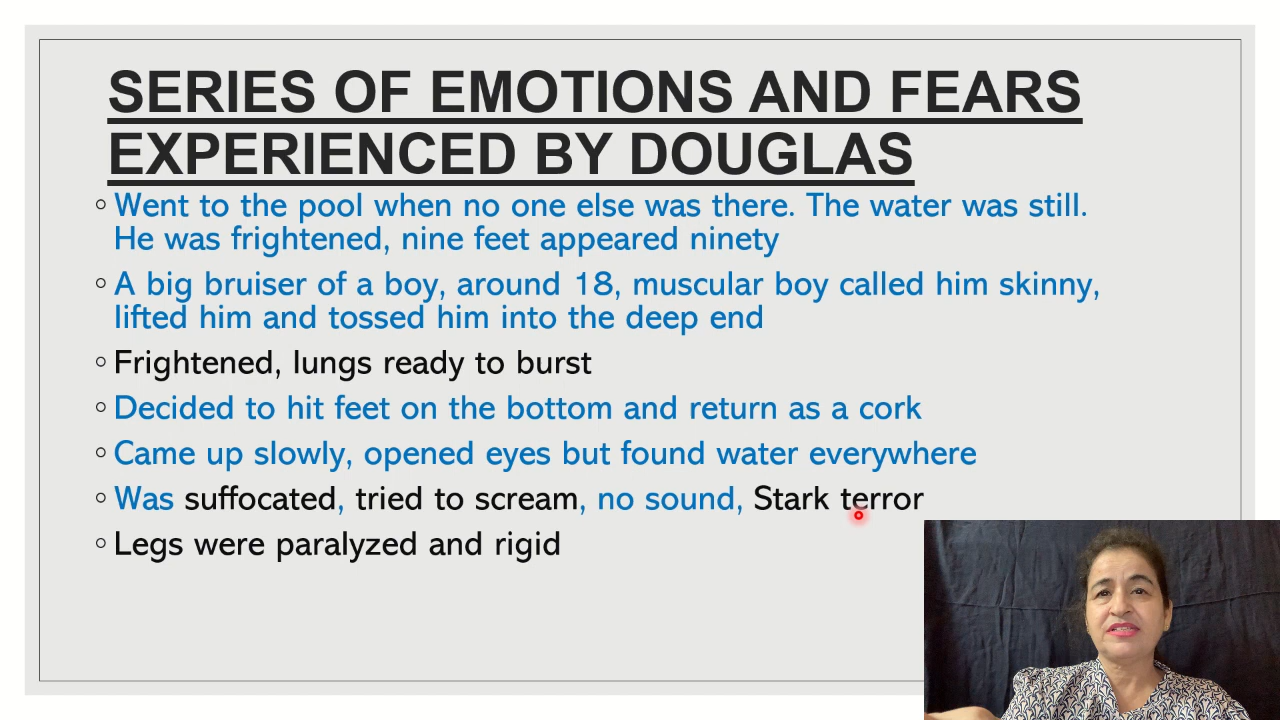 SERIES OF EMOTIONS AND FEARS
EXPERIENCED BY DOUGLAS
Went to the pool when no one else was there. The water was still.
He was frightened, nine feet appeared ninety
A big bruiser of a boy, around 18, muscular boy called him skinny,
lifted him and tossed him into the deep end
Frightened, lungs ready to burst
Decided to hit feet on the bottom and return as a cork
Came up slowly, opened eyes but found water everywhere
Was suffocated, tried to scream, no sound, Stark terror
Legs were paralyzed and rigid